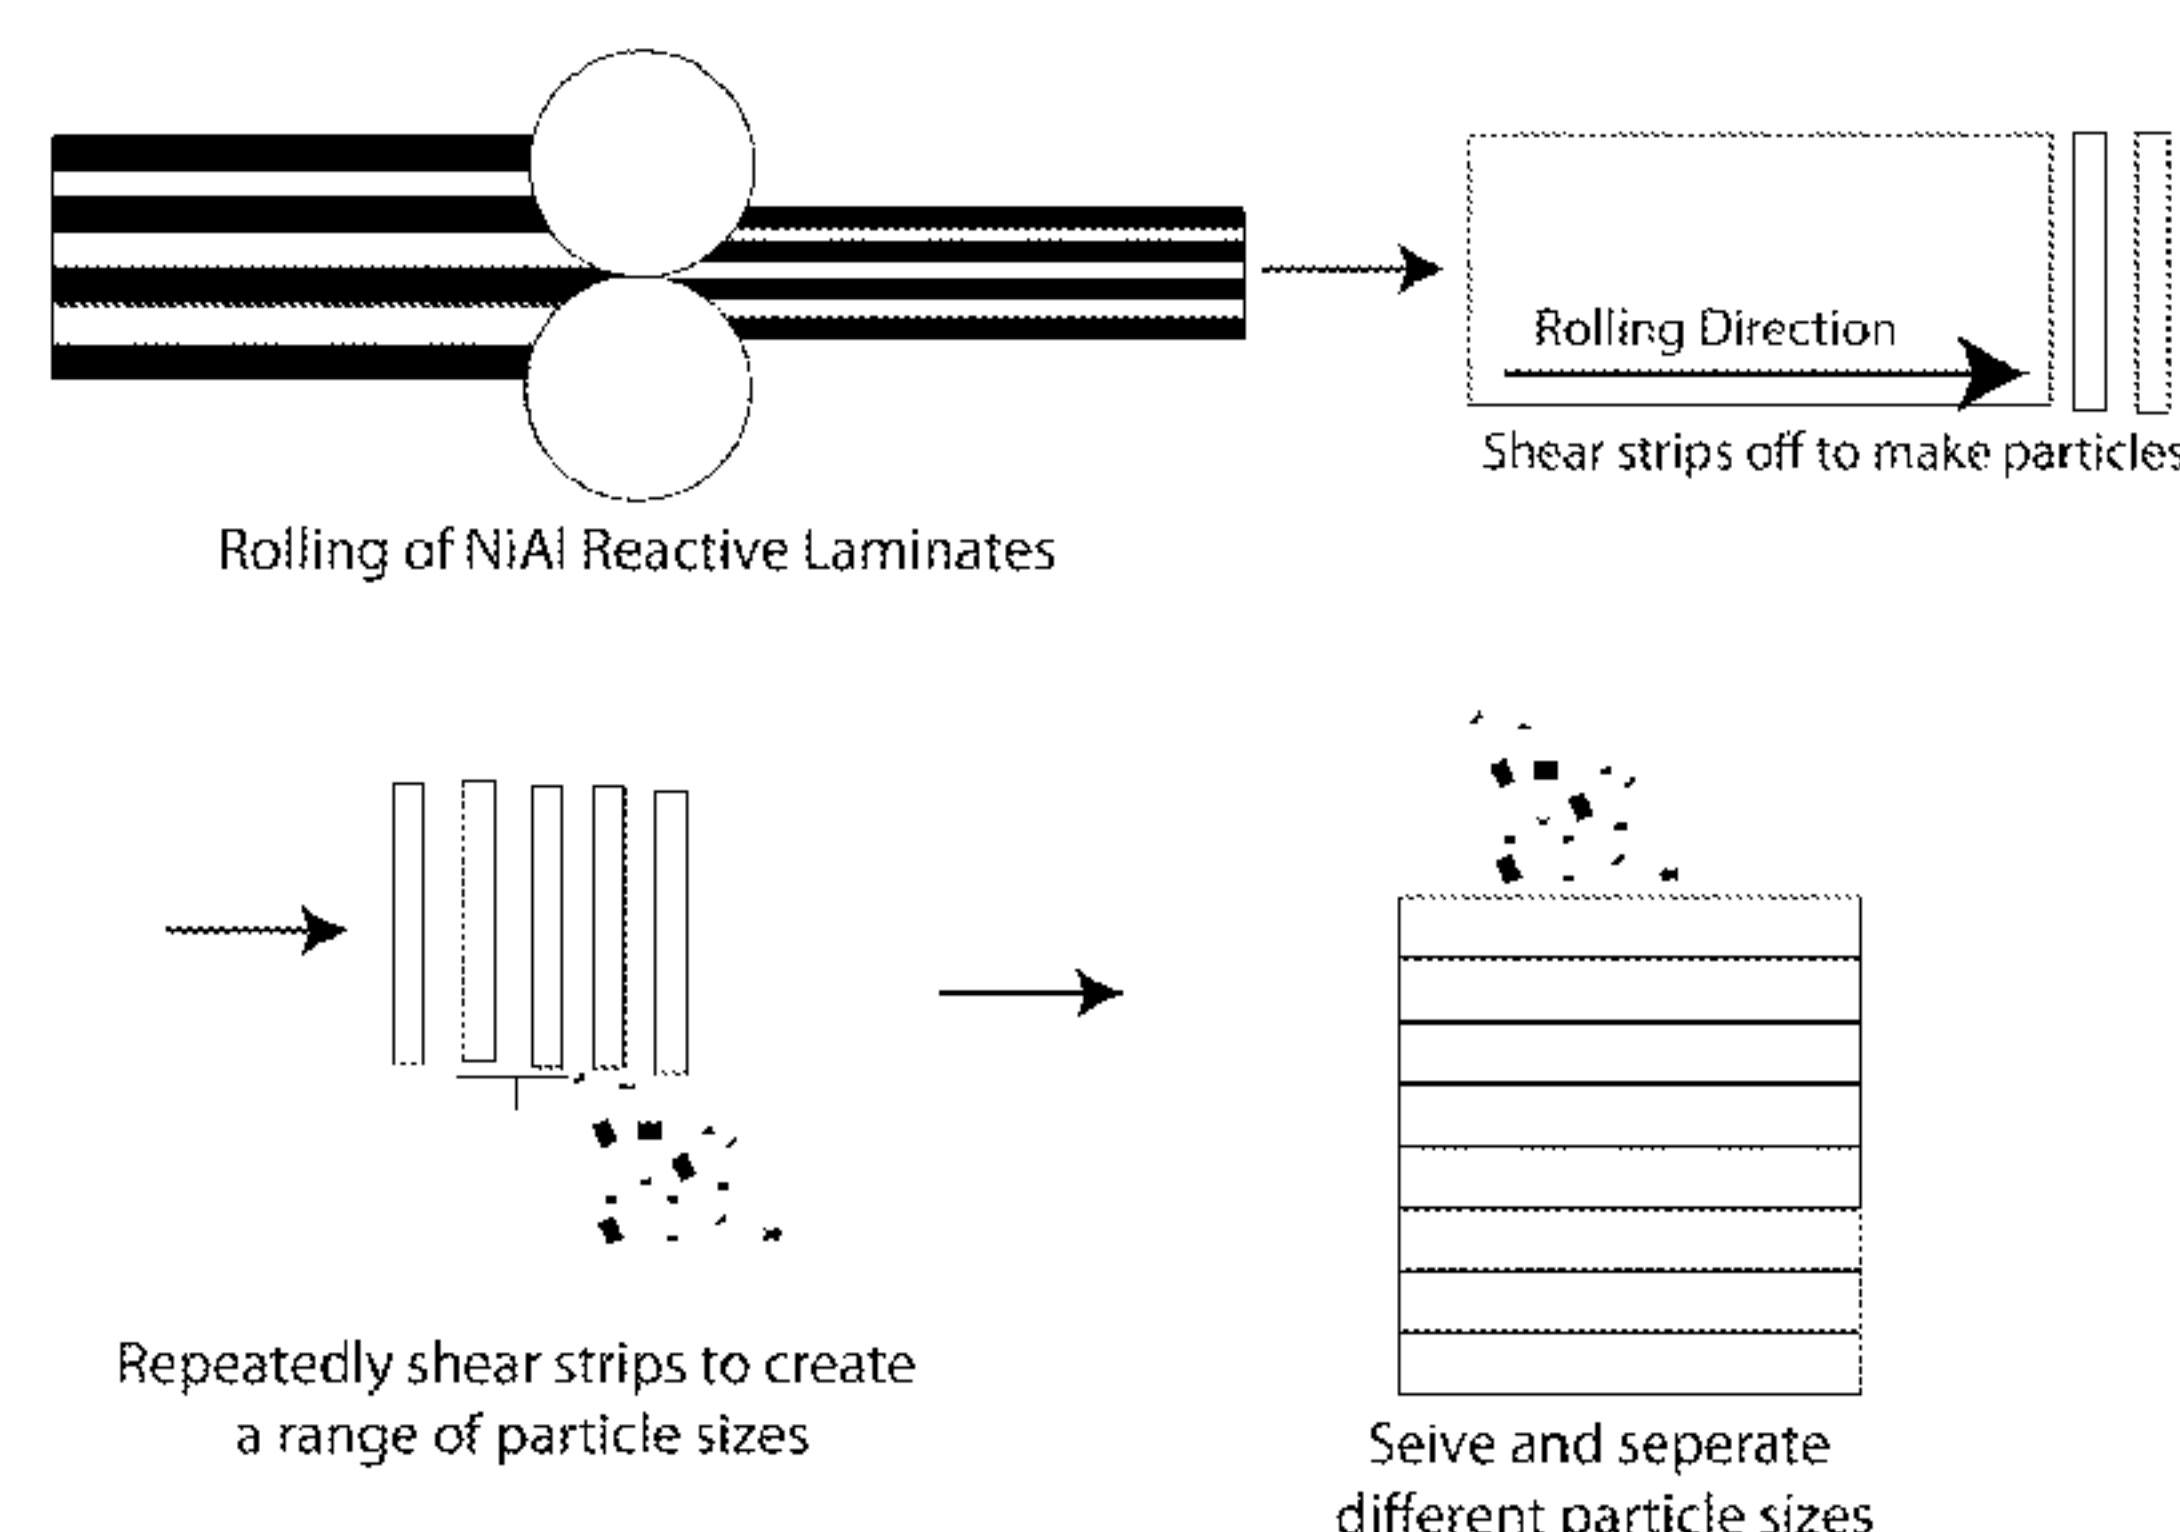 Rolling Direction
Shear strips off to make particles
Rolling of NiAl Reactive Laminates
Repeatedly shear strips to create
a range of particle sizes
Seive and seperate
different particle sizes